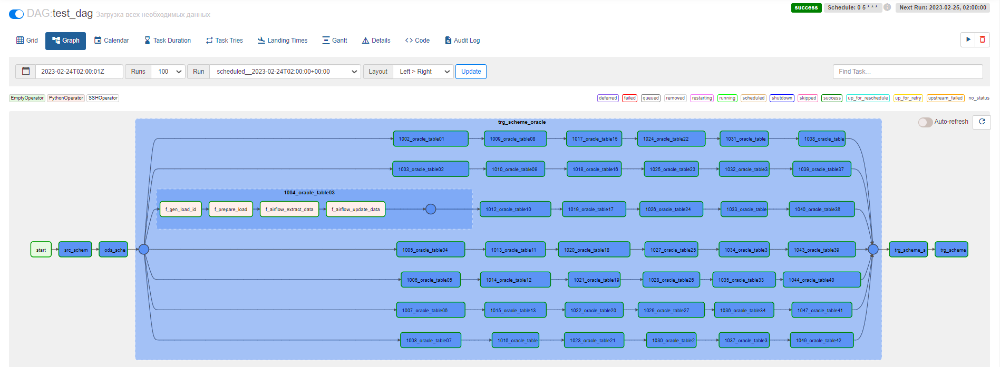 DAG: test_dag Загрузка всех необходимых данных
success Schedule: 0 5 * * * Next Run: 2023-02-25, 02:00:00
Grid Graph Calendar Task Duration Task Tries Landing Times Gantt Details Code Audit Log
2023-02-24T02:00:01Z Runs 100 Run scheduled__2023-02-24T02:00:00+00:00 Layout Left > Right Update Find Task...
EmptyOperator PythonOperator SSHOperator
deferred failed queued removed restarting running scheduled shutdown skipped success up_for_reschedule up_for_retry upstream_failed no_status
Auto-refresh
trg_scheme_oracle
1002_oracle_table01 1009_oracle_table08 1017_oracle_table15 1024_oracle_table22 1031_oracle_table 1038_oracle_table
1003_oracle_table02 1010_oracle_table09 1018_oracle_table16 1025_oracle_table23 1032_oracle_table3 1039_oracle_table37
1004_oracle_table03
f_gen_load_id f_prepare_load f_airflow_extract_data f_airflow_update_data 1012_oracle_table10 1019_oracle_table17 1026_oracle_table24 1033_oracle_table 1040_oracle_table38
start src_schem ods_sche 1005_oracle_table04 1013_oracle_table11 1020_oracle_table18 1027_oracle_table25 1034_oracle_table3 1043_oracle_table39 trg_scheme_s trg_scheme
1006_oracle_table05 1014_oracle_table12 1021_oracle_table19 1028_oracle_table26 1035_oracle_table33 1044_oracle_table40
1007_oracle_table06 1015_oracle_table13 1022_oracle_table20 1029_oracle_table27 1036_oracle_table34 1047_oracle_table41
1008_oracle_table07 1016_oracle_table 1023_oracle_table21 1030_oracle_table2 1037_oracle_table3 1049_oracle_table42